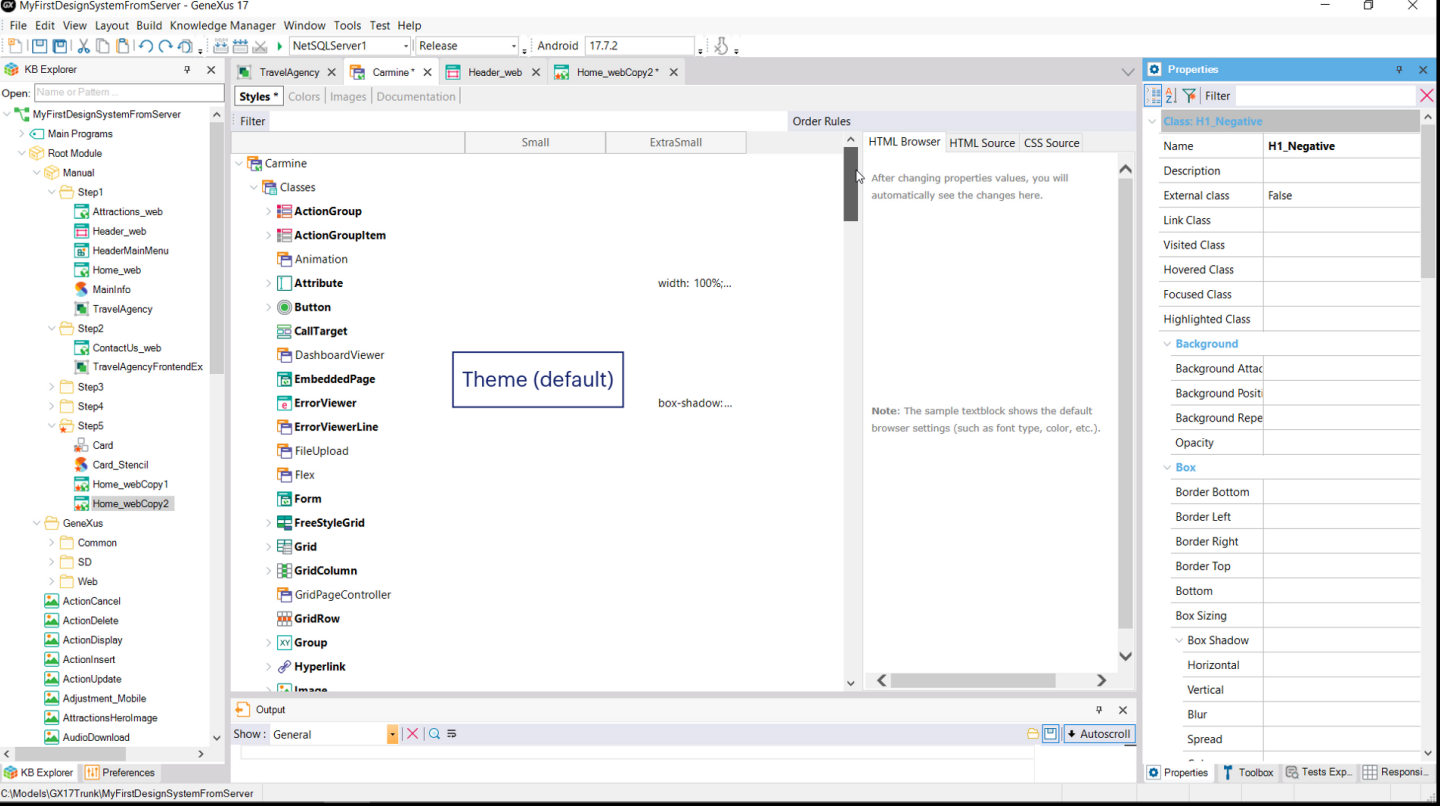 MyFirstDesignSystemFromServer - GeneXus 17
File Edit View Layout Build Knowledge Manager Window Tools Test Help
NetSQLServer1 Release Android 17.7.2
KB Explorer
Open: Name or Pattern...
MyFirstDesignSystemFromServer
Main Programs
Root Module
Manual
Step1
Attractions_web
Header_web
HeaderMainMenu
Home_web
MainInfo
TravelAgency
Step2
ContactUs_web
TravelAgencyFrontendEx
Step3
Step4
Step5
Card
Card_Stencil
Home_webCopy1
Home_webCopy2
GeneXus
Common
SD
Web
ActionCancel
ActionDelete
ActionDisplay
ActionInsert
ActionUpdate
Adjustment_Mobile
AttractionsHeroImage
AudioDownload
KB Explorer Preferences
TravelAgency Carmine* Header_web Home_webCopy2*
Styles * Colors Images Documentation
Filter Order Rules
Small ExtraSmall
Carmine
Classes
ActionGroup
ActionGroupItem
Animation
Attribute width: 100%;...
Button
CallTarget
DashboardViewer
EmbeddedPage
ErrorViewer box-shadow:...
ErrorViewerLine
FileUpload
Flex
Form
FreeStyleGrid
Grid
GridColumn
GridPageController
GridRow
Group
Hyperlink
Image
Theme (default)
HTML Browser HTML Source CSS Source
After changing properties values, you will
automatically see the changes here.
Note: The sample textblock shows the default
browser settings (such as font type, color, etc.).
Output
Show: General Autoscroll
Properties
Filter
Class: H1_Negative
Name H1_Negative
Description
External class False
Link Class
Visited Class
Hovered Class
Focused Class
Highlighted Class
Background
Background Attac
Background Positi
Background Repe
Opacity
Box
Border Bottom
Border Left
Border Right
Border Top
Bottom
Box Sizing
Box Shadow
Horizontal
Vertical
Blur
Spread
Properties Toolbox Tests Exp... Responsi...
C:\Models\GX17Trunk\MyFirstDesignSystemFromServer